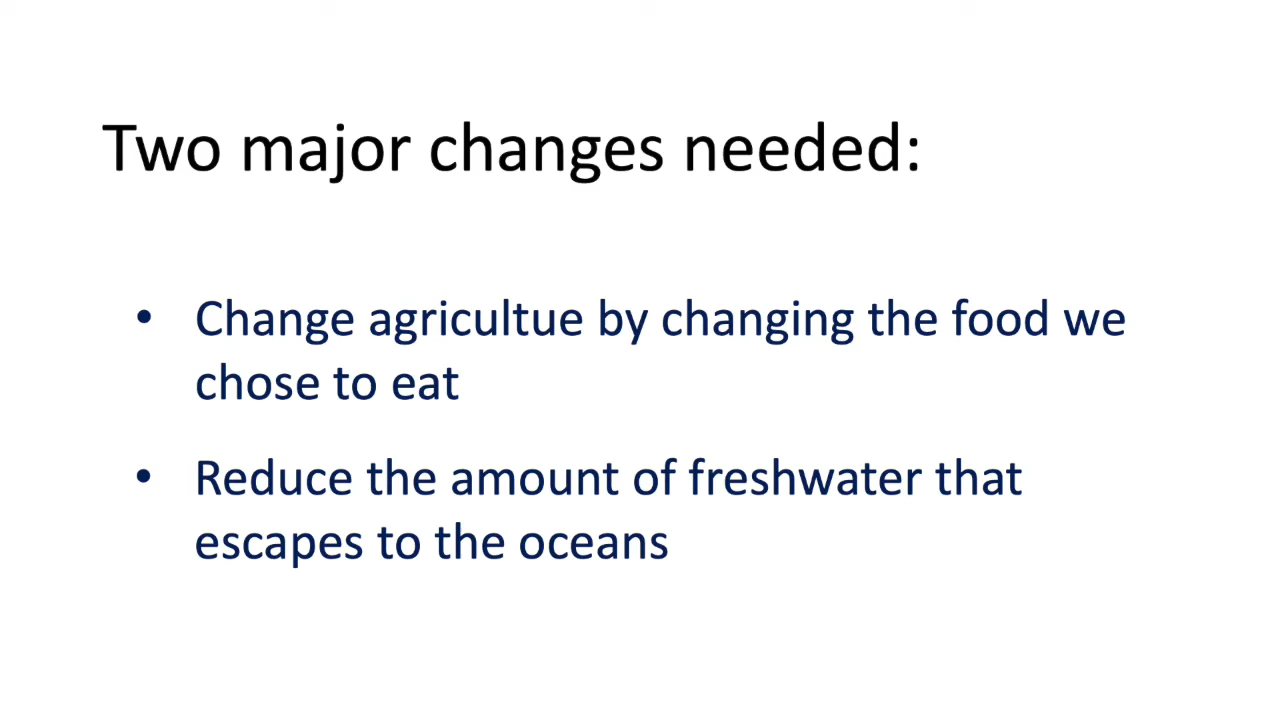 Two major changes needed:
• Change agricultue by changing the food we
chose to eat
• Reduce the amount of freshwater that
escapes to the oceans